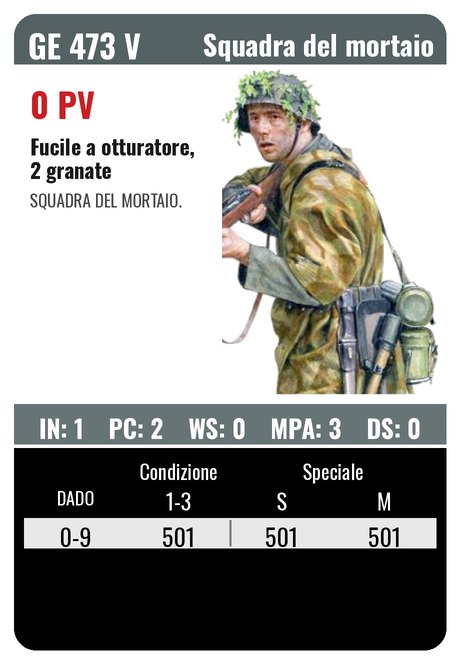 GE 473 V Squadra del mortaio
0 PV
Fucile a otturatore,
2 granate
SQUADRA DEL MORTAIO.
IN: 1 PC: 2 WS: 0 MPA: 3 DS: 0
Condizione Speciale
DADO 1-3 S M
0-9 501 501 501